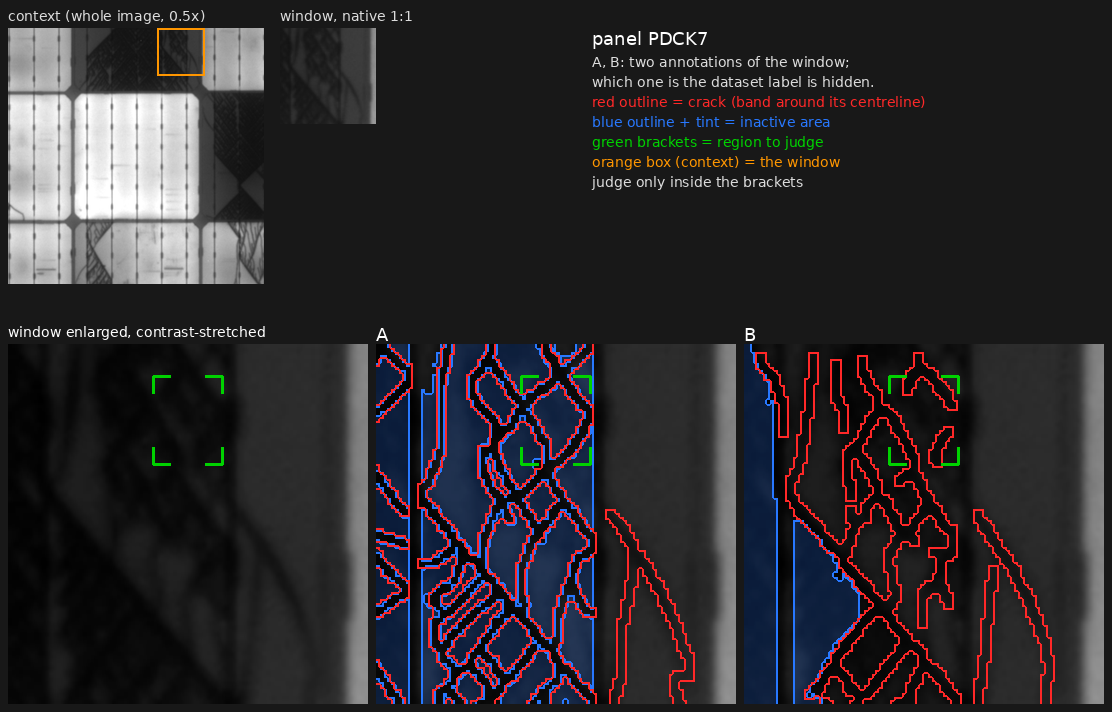 context (whole image, 0.5x)
window, native 1:1
panel PDCK7
A, B: two annotations of the window;
which one is the dataset label is hidden.
red outline = crack (band around its centreline)
blue outline + tint = inactive area
green brackets = region to judge
orange box (context) = the window
judge only inside the brackets
window enlarged, contrast-stretched
A
B